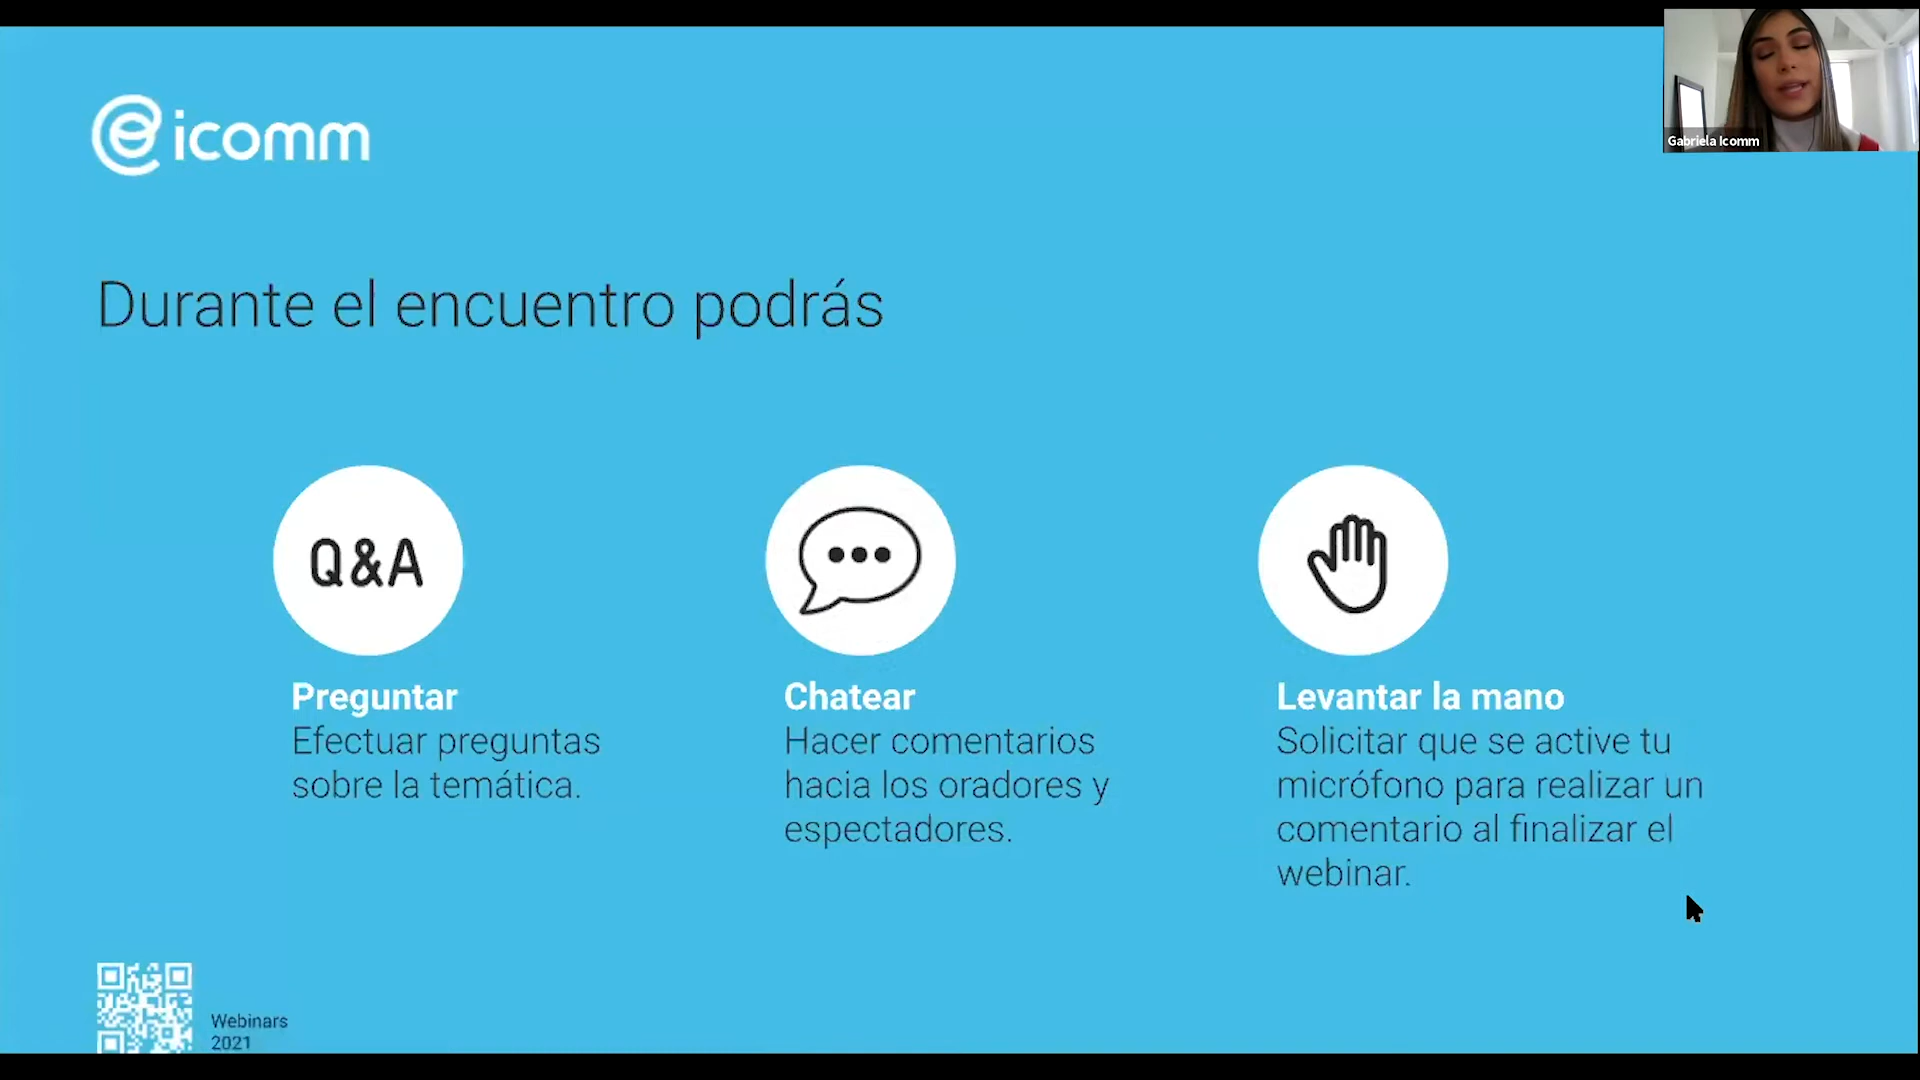 icomm
Gabriela Icomm
Durante el encuentro podrás
Q&A
Preguntar
Efectuar preguntas
sobre la temática.
Chatear
Hacer comentarios
hacia los oradores y
espectadores.
Levantar la mano
Solicitar que se active tu
micrófono para realizar un
comentario al finalizar el
webinar.
Webinars
2021